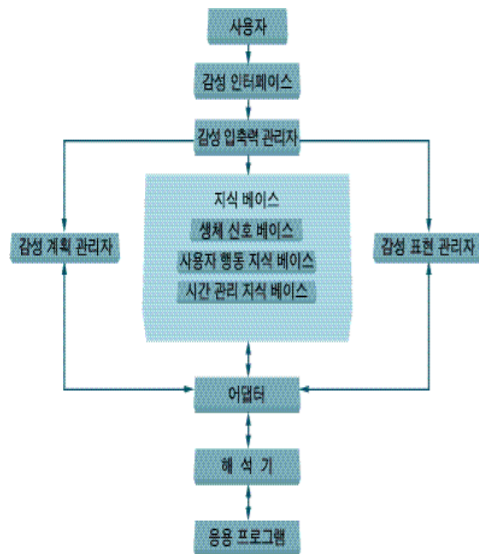 사용자
감성 인터페이스
감성 입출력 관리자
지식 베이스
생체 신호 베이스
감성 계획 관리자
감성 표현 관리자
사용자 행동 지식 베이스
시간 관리 지식 베이스
어댑터
해 석 기
응용 프로그램